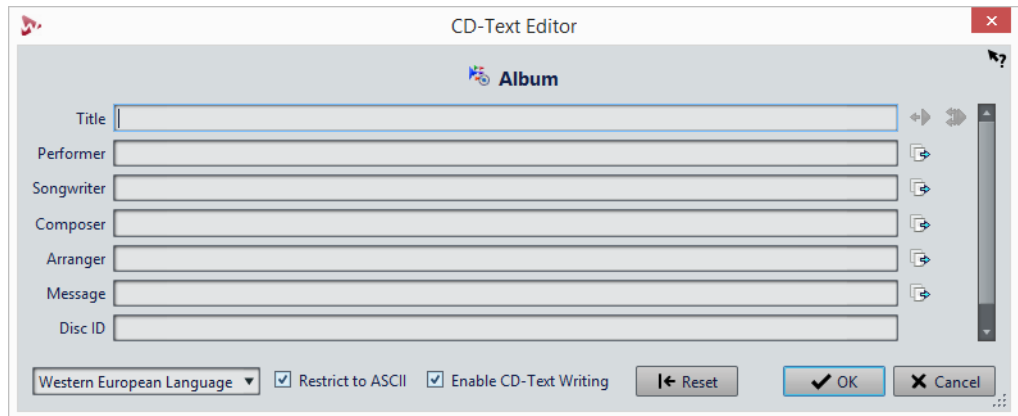 CD-Text Editor
Album
Title
Performer
Songwriter
Composer
Arranger
Message
Disc ID
Western European Language Restrict to ASCII Enable CD-Text Writing Reset OK Cancel